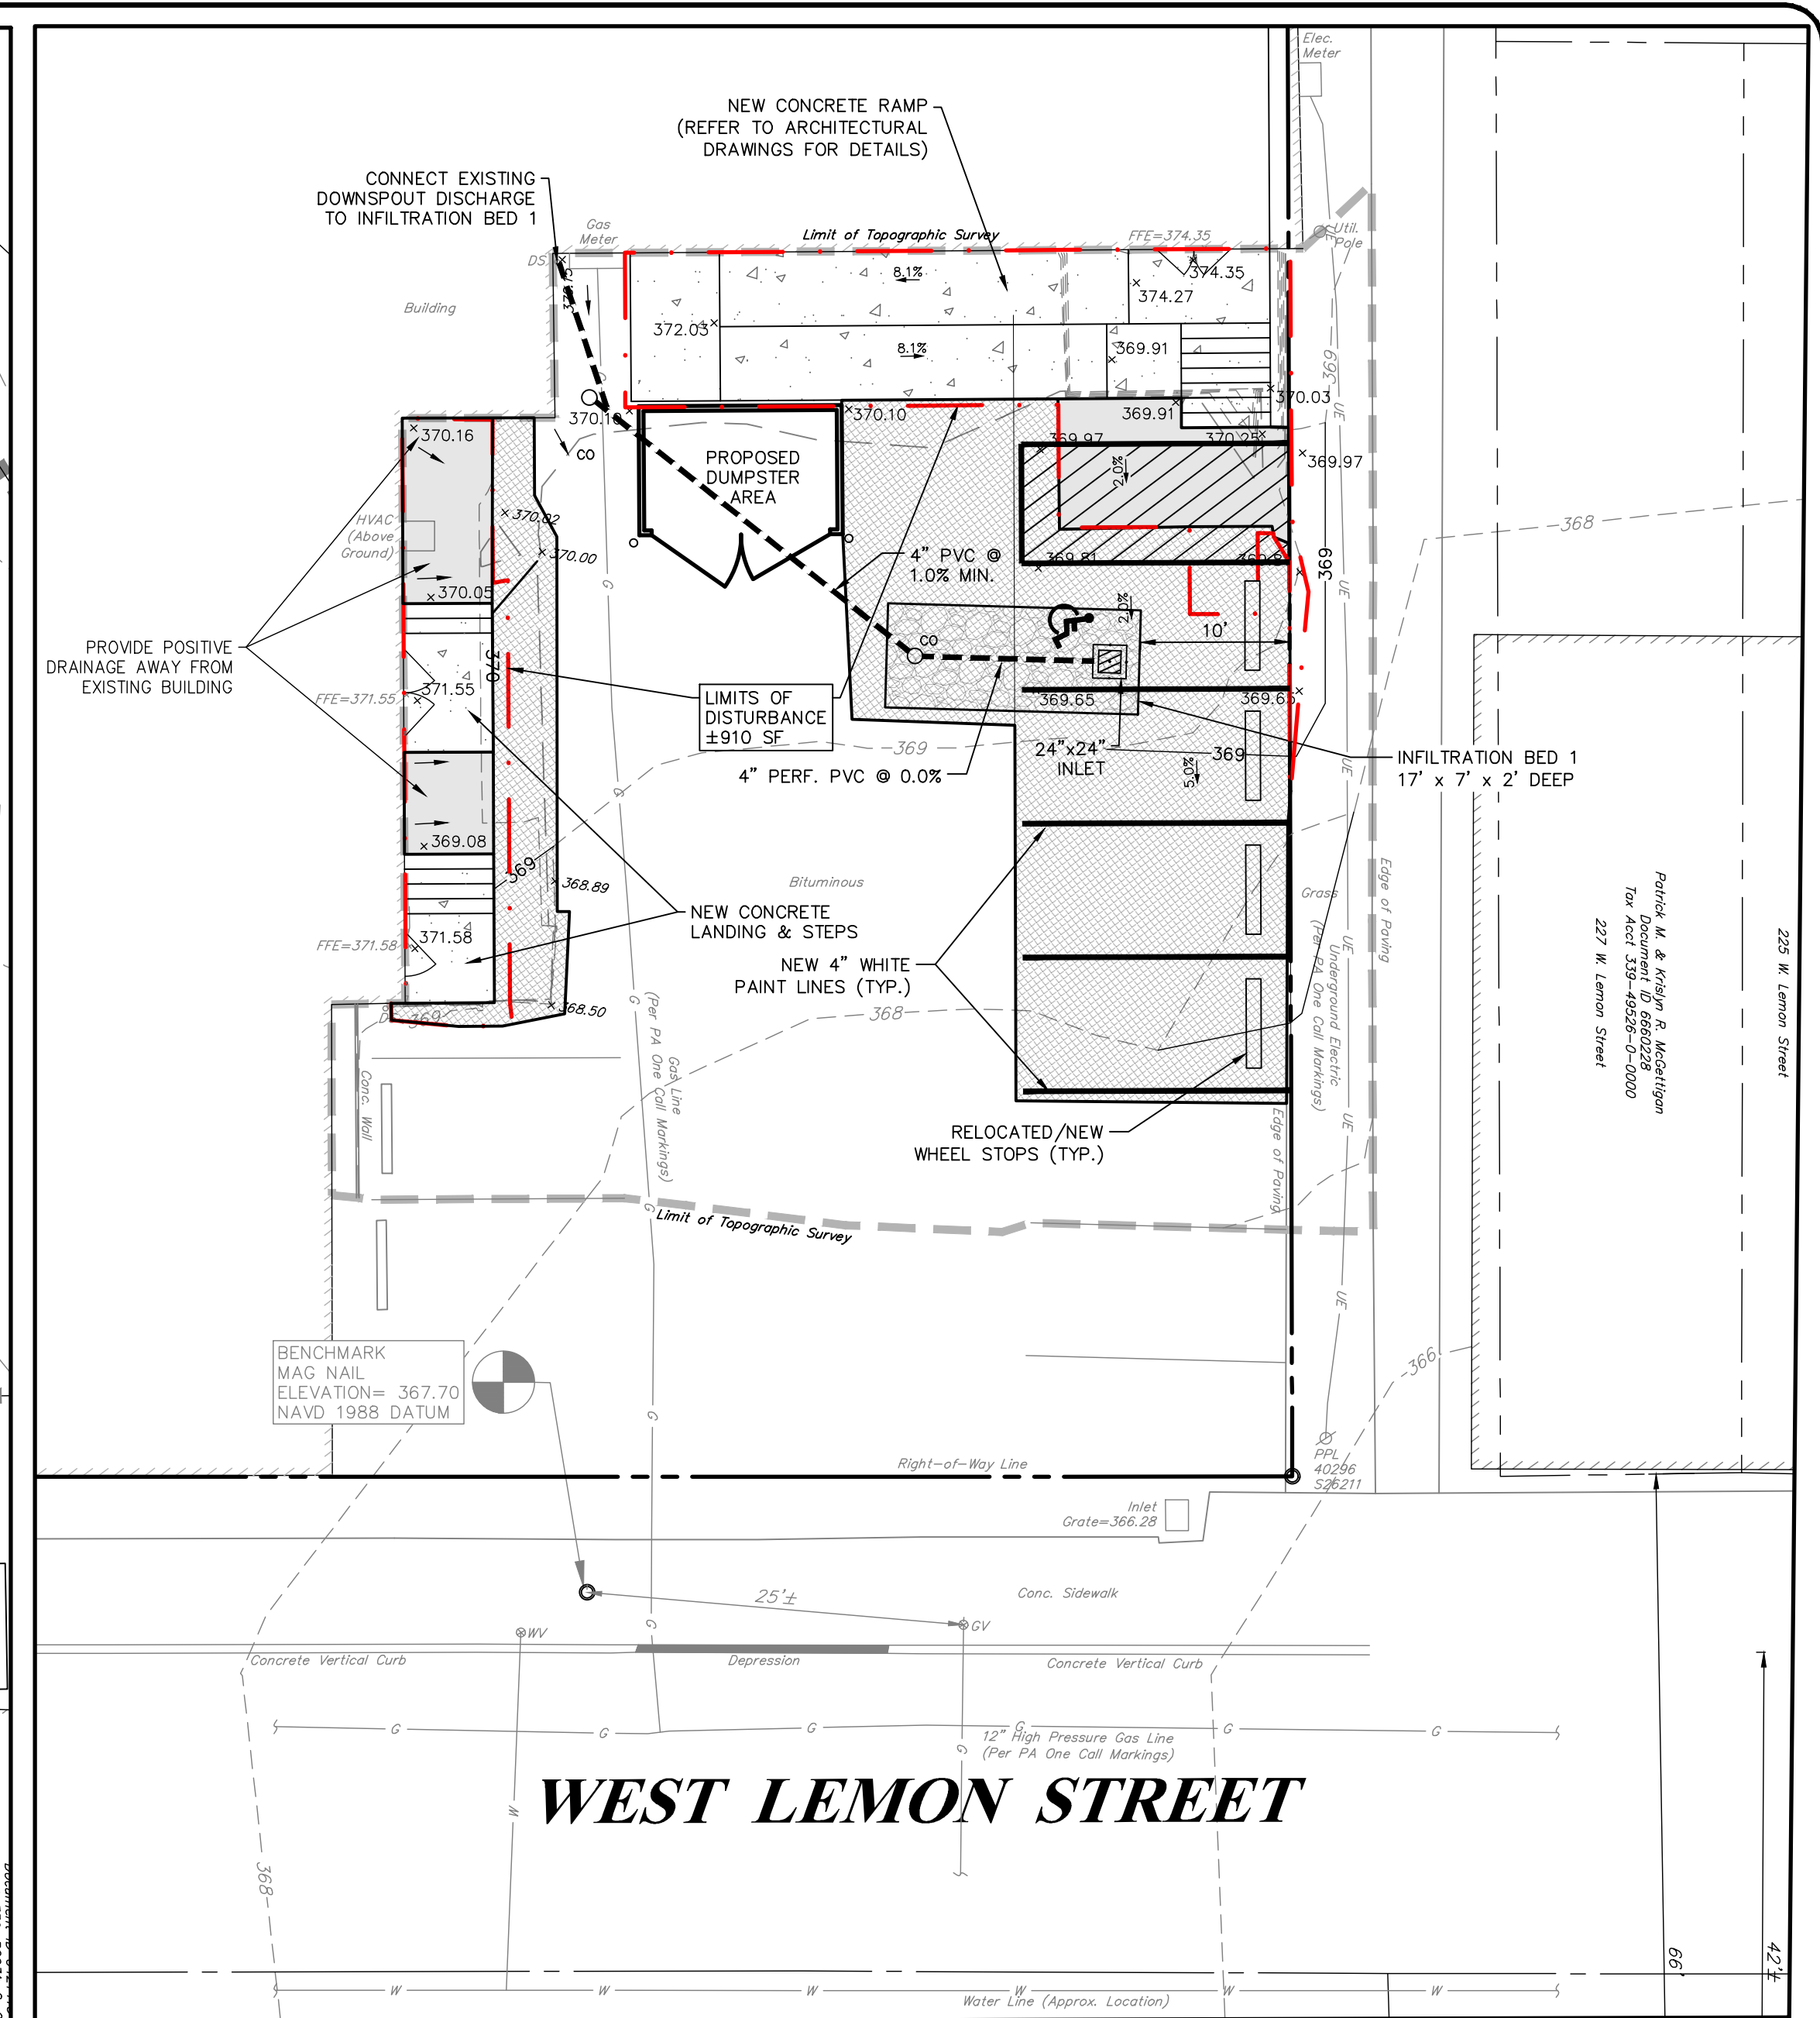 Elec.
Meter
NEW CONCRETE RAMP
(REFER TO ARCHITECTURAL
DRAWINGS FOR DETAILS)
CONNECT EXISTING
DOWNSPOUT DISCHARGE
TO INFILTRATION BED 1
Gas
Meter
Limit of Topographic Survey
FFE=374.35
Util.
Pole
DS
Building
8.1%
374.35
374.27
372.03
8.1%
369.91
369
UE
370.03
370.10
370.10
369.91
370.16
CO
369.97
370.25
369.97
PROPOSED
DUMPSTER
AREA
2.0%
HVAC
(Above
Ground)
370.02
370.00
368
369
4" PVC @
1.0% MIN.
369.81
UE
370.05
2.0%
10'
CO
PROVIDE POSITIVE
DRAINAGE AWAY FROM
EXISTING BUILDING
370
FFE=371.55
371.55
LIMITS OF
DISTURBANCE
±910 SF
369.65
369.65
369
24"x24"
INLET
369
INFILTRATION BED 1
17' x 7' x 2' DEEP
4" PERF. PVC @ 0.0%
5.0%
UE
G
G
G
369.08
369
368.89
Bituminous
Grass
Edge of Paving
NEW CONCRETE
LANDING & STEPS
FFE=371.58
371.58
NEW 4" WHITE
PAINT LINES (TYP.)
UE
Underground Electric
(Per PA One Call Markings)
Patrick M. & Krislyn R. McGettigan
Document ID 6660228
Tax Acct 339-49526-0-0000
227 W. Lemon Street
225 W. Lemon Street
368.50
369
368
G
Gas Line
(Per PA One Call Markings)
Conc. Wall
UE
UE
RELOCATED/NEW
WHEEL STOPS (TYP.)
Edge of Paving
G
Limit of Topographic Survey
UE
BENCHMARK
MAG NAIL
ELEVATION= 367.70
NAVD 1988 DATUM
366
G
Right-of-Way Line
PPL
40296
S26211
Inlet
Grate=366.28
25'±
Conc. Sidewalk
G
WV
GV
Concrete Vertical Curb
Depression
Concrete Vertical Curb
G
G
G
G
G
G
G
12" High Pressure Gas Line
(Per PA One Call Markings)
W
WEST LEMON STREET
368
66'
42'±
W
W
W
W
W
W
Water Line (Approx. Location)